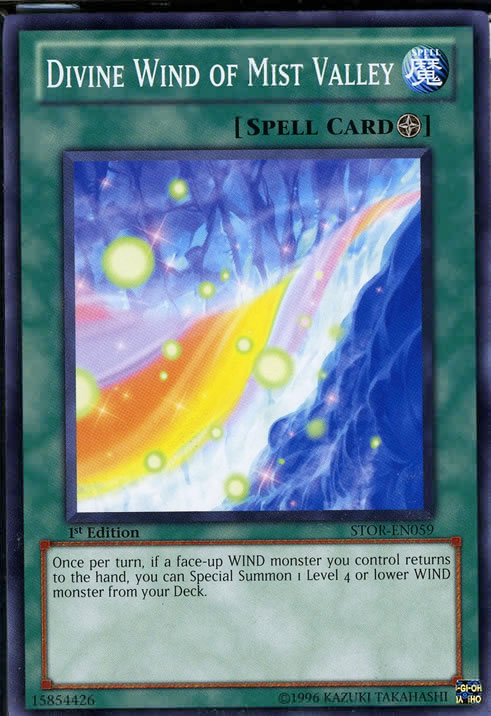 DIVINE WIND OF MIST VALLEY
SPELL
魔
[SPELL CARD]
1st Edition
STOR-EN059
Once per turn, if a face-up WIND monster you control returns
to the hand, you can Special Summon 1 Level 4 or lower WIND
monster from your Deck.
15854426
©1996 KAZUKI TAKAHASHI